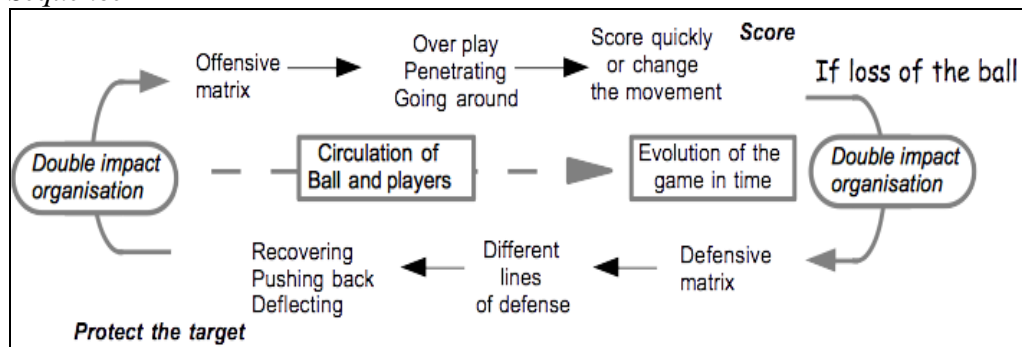 Offensive
matrix
Over play
Penetrating
Going around
Score quickly
or change
the movement
Score
If loss of the ball
Double impact
organisation
Circulation of
Ball and players
Evolution of the
game in time
Double impact
organisation
Recovering
Pushing back
Deflecting
Different
lines
of defense
Defensive
matrix
Protect the target